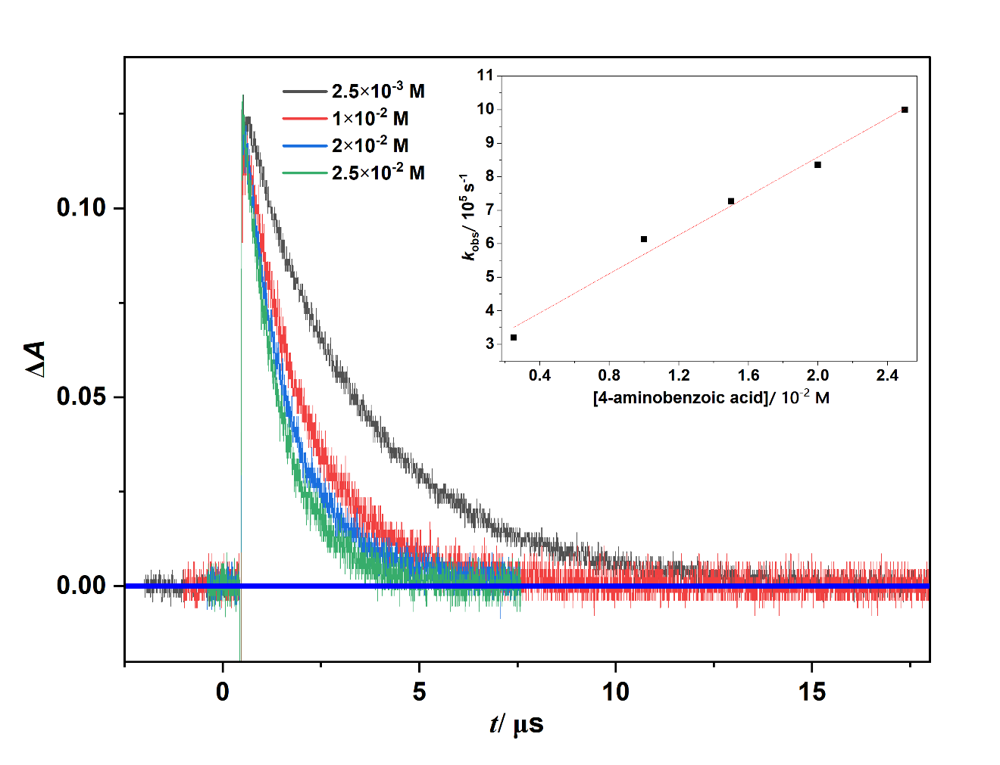 2.5×10⁻³ M
1×10⁻² M
2×10⁻² M
2.5×10⁻² M
0.10
0.05
0.00
ΔA
0
5
10
15
t/ μs
11
10
9
8
7
6
5
4
3
k_obs/ 10⁵ s⁻¹
0.4
0.8
1.2
1.6
2.0
2.4
[4-aminobenzoic acid]/ 10⁻² M